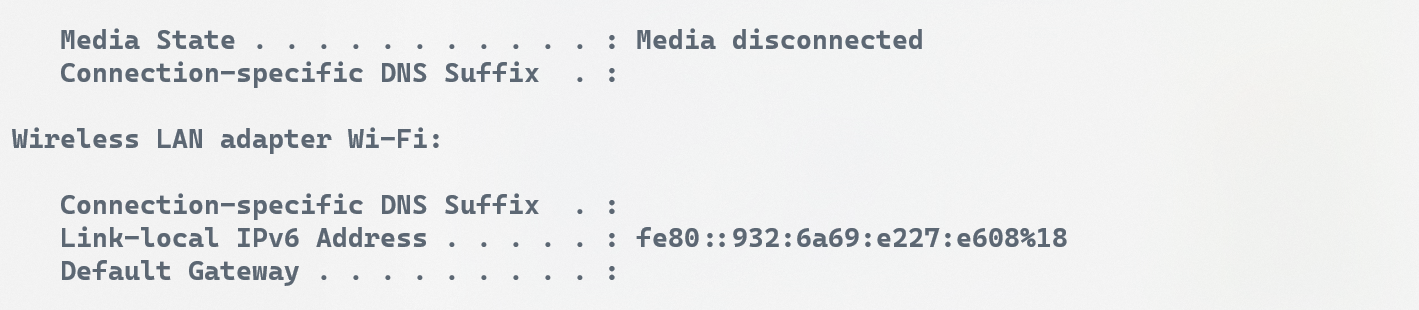 Media State . . . . . . . . . . . : Media disconnected
Connection-specific DNS Suffix  . :
Wireless LAN adapter Wi-Fi:
Connection-specific DNS Suffix  . :
Link-local IPv6 Address . . . . . : fe80::932:6a69:e227:e608%18
Default Gateway . . . . . . . . . :